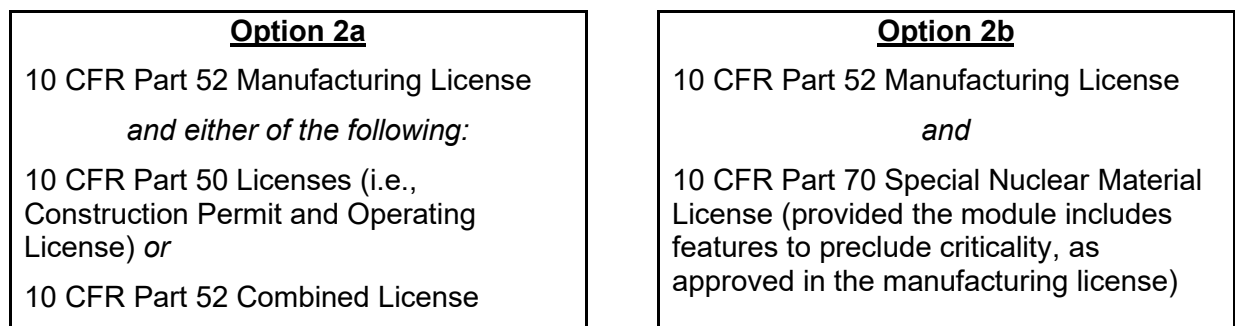 Option 2a
10 CFR Part 52 Manufacturing License
and either of the following:
10 CFR Part 50 Licenses (i.e.,
Construction Permit and Operating
License) or
10 CFR Part 52 Combined License
Option 2b
10 CFR Part 52 Manufacturing License
and
10 CFR Part 70 Special Nuclear Material
License (provided the module includes
features to preclude criticality, as
approved in the manufacturing license)